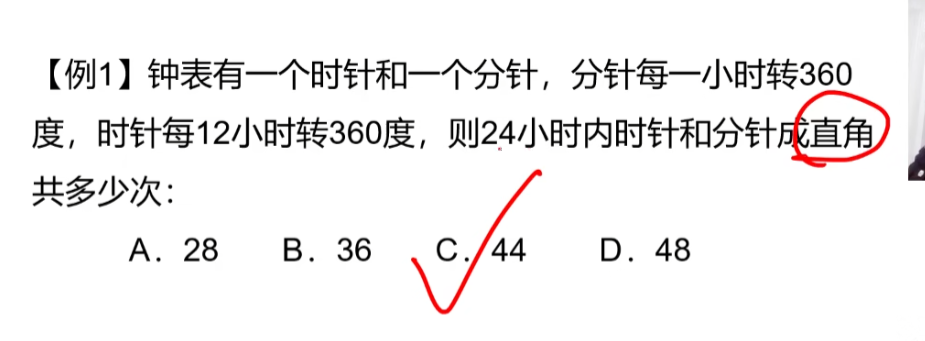 【例1】钟表有一个时针和一个分针，分针每一小时转360
度，时针每12小时转360度，则24小时内时针和分针成直角
共多少次：
A．28 B．36 C．44 D．48